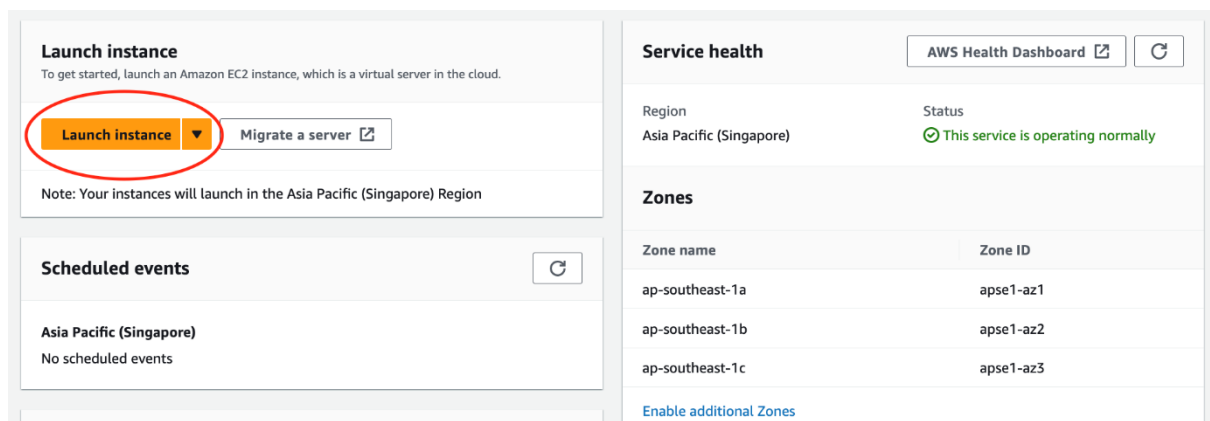 Launch instance
To get started, launch an Amazon EC2 instance, which is a virtual server in the cloud.
Launch instance
Migrate a server
Note: Your instances will launch in the Asia Pacific (Singapore) Region
Scheduled events
Asia Pacific (Singapore)
No scheduled events
Service health
AWS Health Dashboard
Region
Status
Asia Pacific (Singapore)
This service is operating normally
Zones
Zone name Zone ID
ap-southeast-1a apse1-az1
ap-southeast-1b apse1-az2
ap-southeast-1c apse1-az3
Enable additional Zones